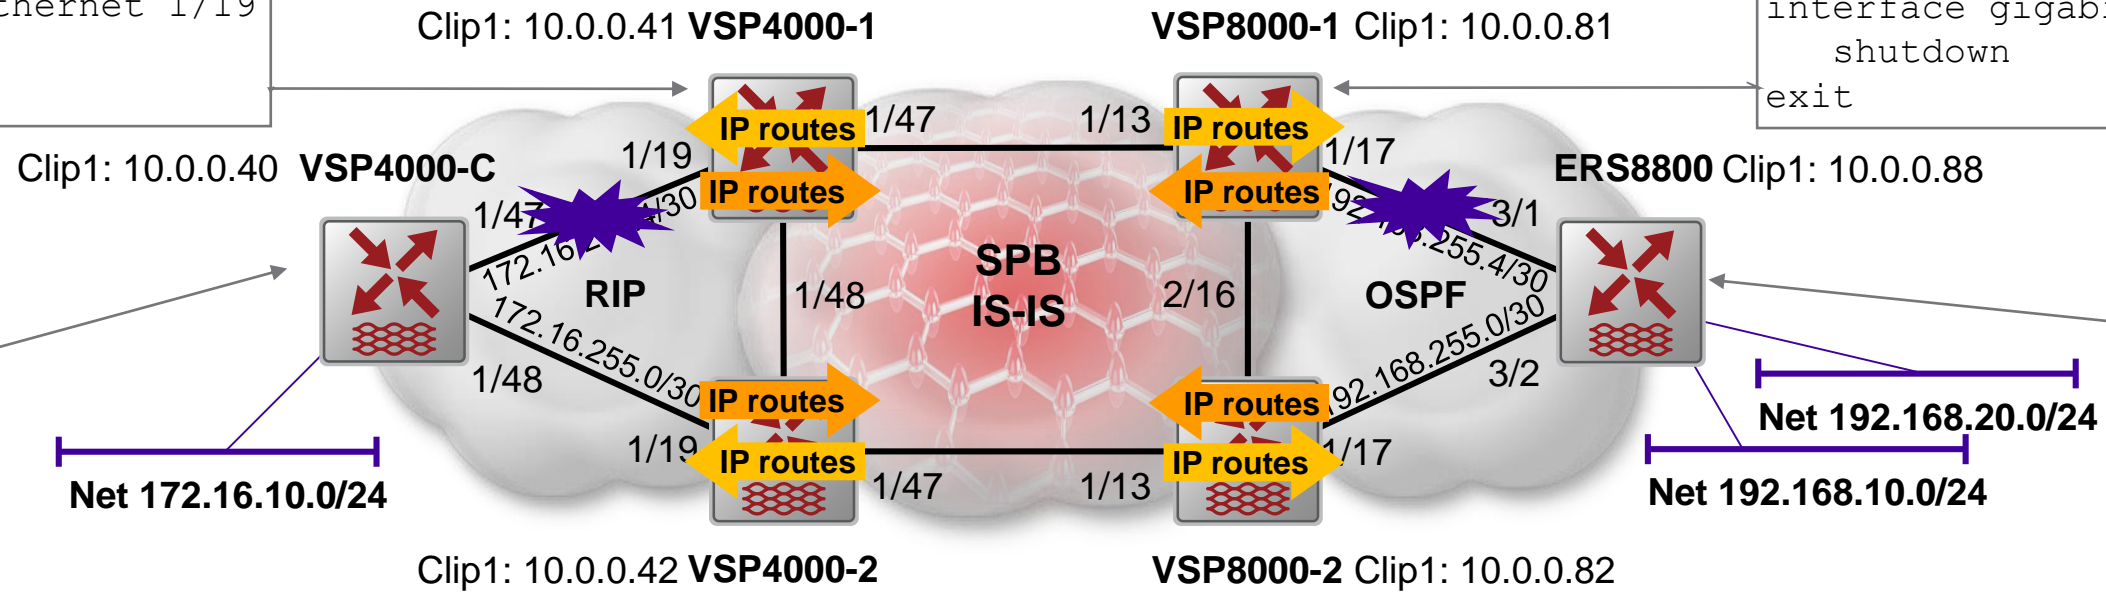 thernet 1/19
Clip1: 10.0.0.41 VSP4000-1
VSP8000-1 Clip1: 10.0.0.81
interface gigab
shutdown
exit
Clip1: 10.0.0.40 VSP4000-C
ERS8800 Clip1: 10.0.0.88
IP routes
1/47
1/13
IP routes
1/19
1/17
IP routes
IP routes
1/47
3/1
/30
172.16
.255.4/30
RIP
1/48
SPB
IS-IS
2/16
OSPF
172.16.255.0/30
192.168.255.0/30
1/48
3/2
IP routes
IP routes
1/19
IP routes
1/47
1/13
IP routes
1/17
Net 172.16.10.0/24
Net 192.168.20.0/24
Net 192.168.10.0/24
Clip1: 10.0.0.42 VSP4000-2
VSP8000-2 Clip1: 10.0.0.82